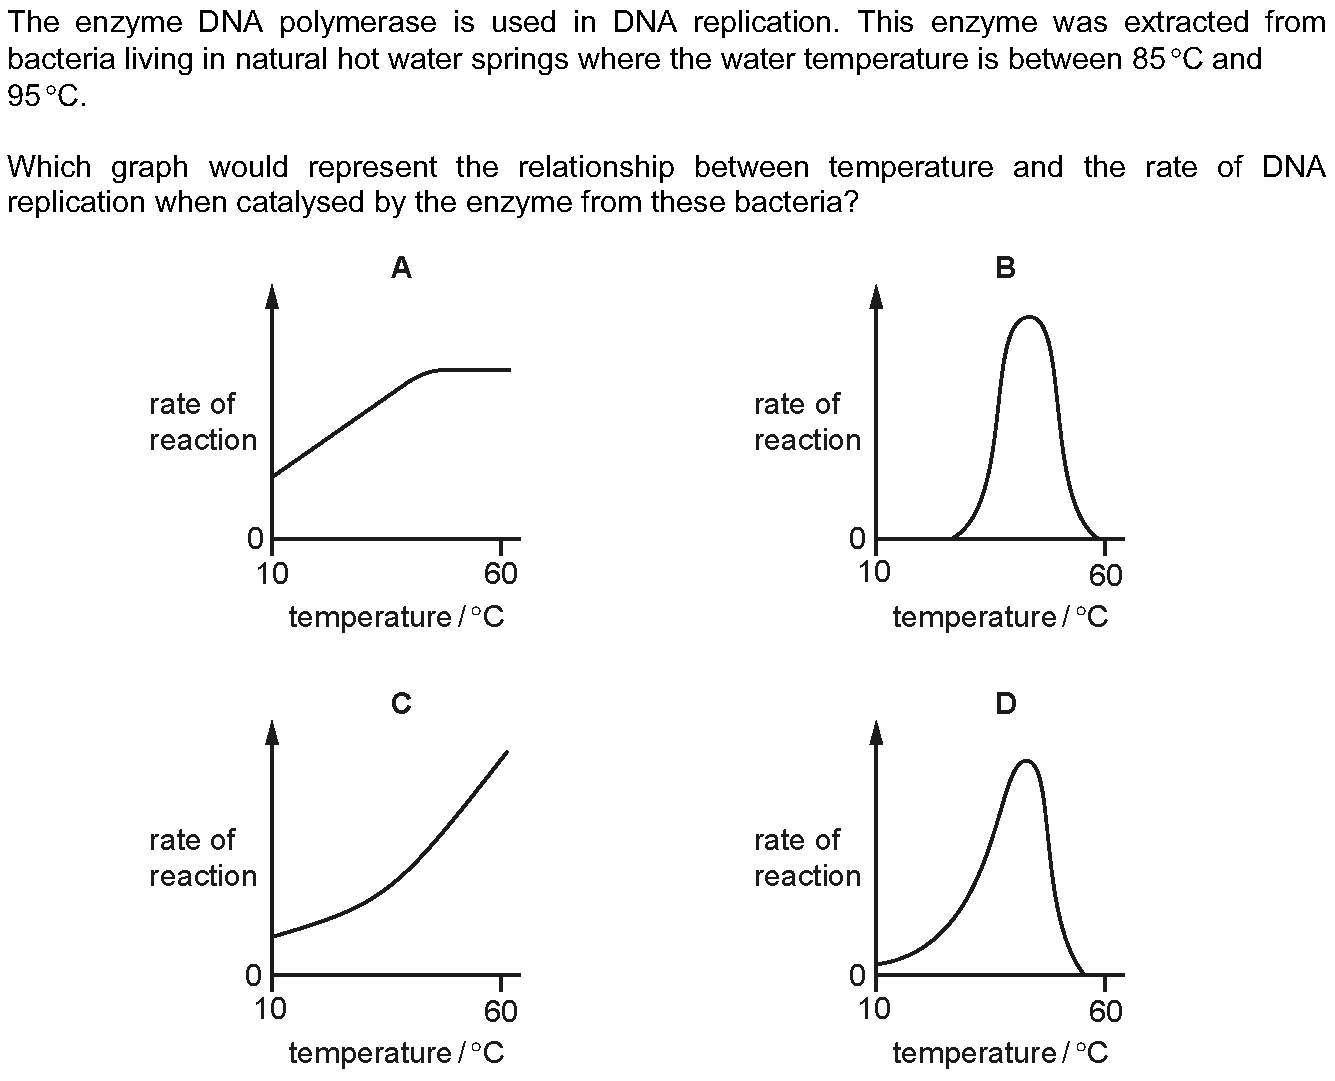 The enzyme DNA polymerase is used in DNA replication. This enzyme was extracted from
bacteria living in natural hot water springs where the water temperature is between 85 °C and
95 °C.
Which graph would represent the relationship between temperature and the rate of DNA
replication when catalysed by the enzyme from these bacteria?
A
rate of
reaction
0
10
60
temperature / °C
B
rate of
reaction
0
10
60
temperature / °C
C
rate of
reaction
0
10
60
temperature / °C
D
rate of
reaction
0
10
60
temperature / °C